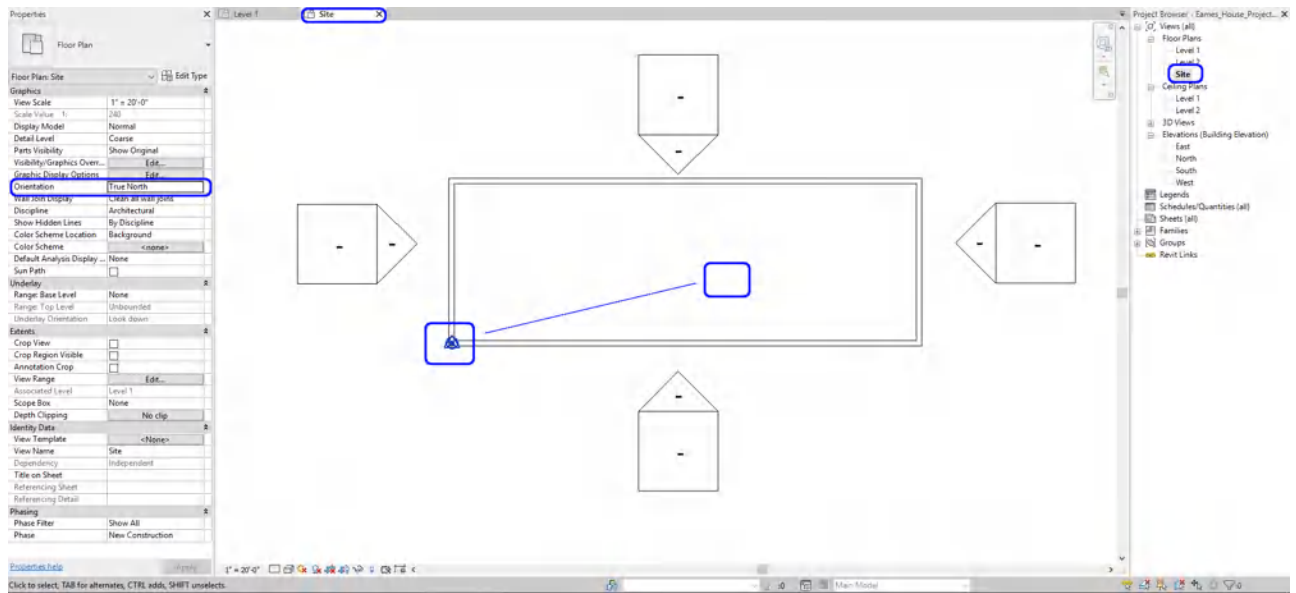 Properties
Floor Plan
Floor Plan: Site
Edit Type
Graphics
View Scale 1" = 20'-0"
Scale Value 1: 240
Display Model Normal
Detail Level Coarse
Parts Visibility Show Original
Visibility/Graphics Overr... Edit...
Graphic Display Options Edit...
Orientation True North
Wall Join Display Clean all wall joins
Discipline Architectural
Show Hidden Lines By Discipline
Color Scheme Location Background
Color Scheme <none>
Default Analysis Display ... None
Sun Path
Underlay
Range: Base Level None
Range: Top Level Unbounded
Underlay Orientation Look down
Extents
Crop View
Crop Region Visible
Annotation Crop
View Range Edit...
Associated Level Level 1
Scope Box None
Depth Clipping No clip
Identity Data
View Template <None>
View Name Site
Dependency Independent
Title on Sheet
Referencing Sheet
Referencing Detail
Phasing
Phase Filter Show All
Phase New Construction
Properties help
Apply
Level 1
Site
1" = 20'-0"
Click to select, TAB for alternates, CTRL adds, SHIFT unselects.
:0
Main Model
:0
Project Browser - Eames_House_Project...
Views (all)
Floor Plans
Level 1
Level 2
Site
Ceiling Plans
Level 1
Level 2
3D Views
Elevations (Building Elevation)
East
North
South
West
Legends
Schedules/Quantities (all)
Sheets (all)
Families
Groups
Revit Links